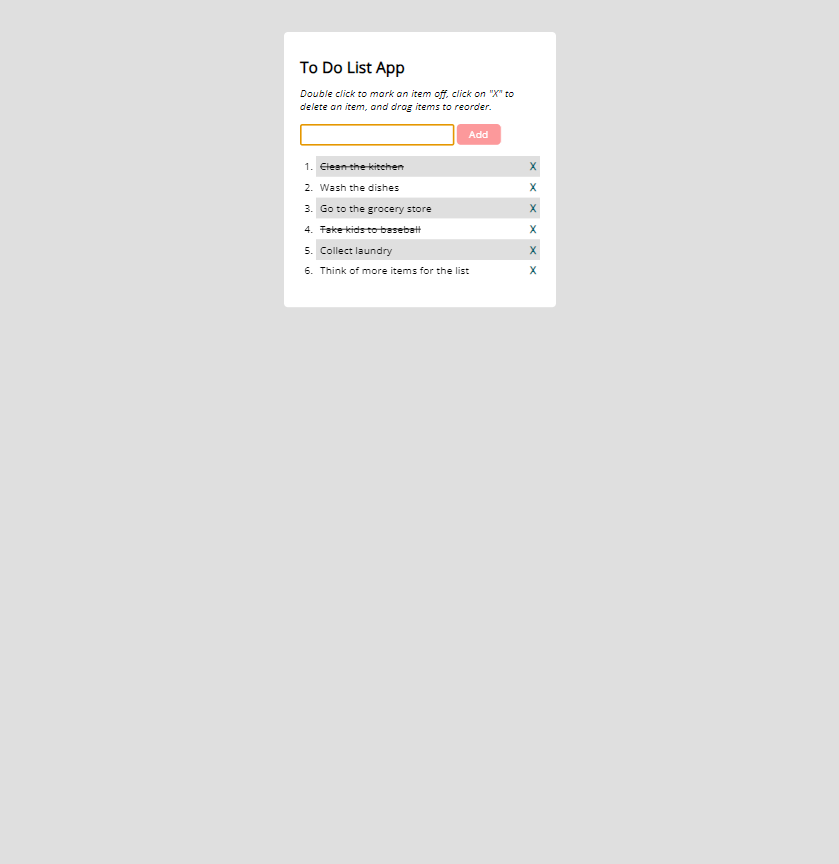 To Do List App
Double click to mark an item off, click on "X" to
delete an item, and drag items to reorder.
Add
1. Clean the kitchen X
2. Wash the dishes X
3. Go to the grocery store X
4. Take kids to baseball X
5. Collect laundry X
6. Think of more items for the list X